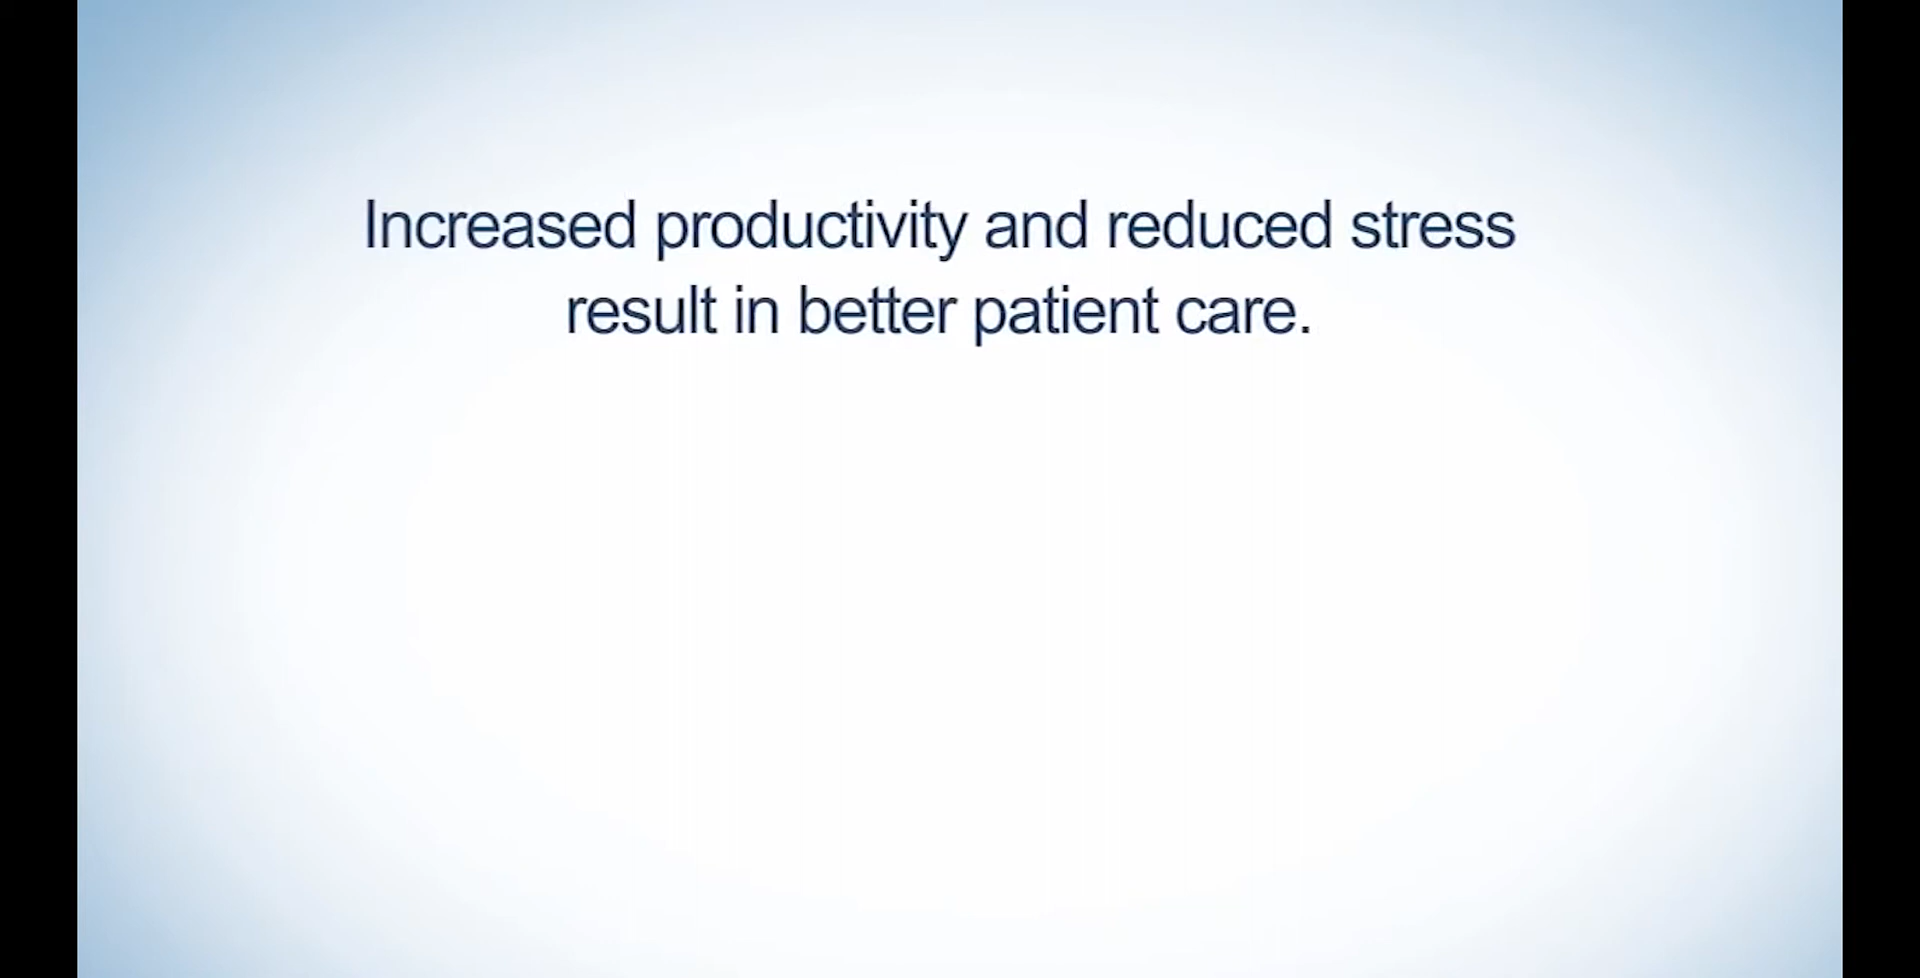 Increased productivity and reduced stress
result in better patient care.